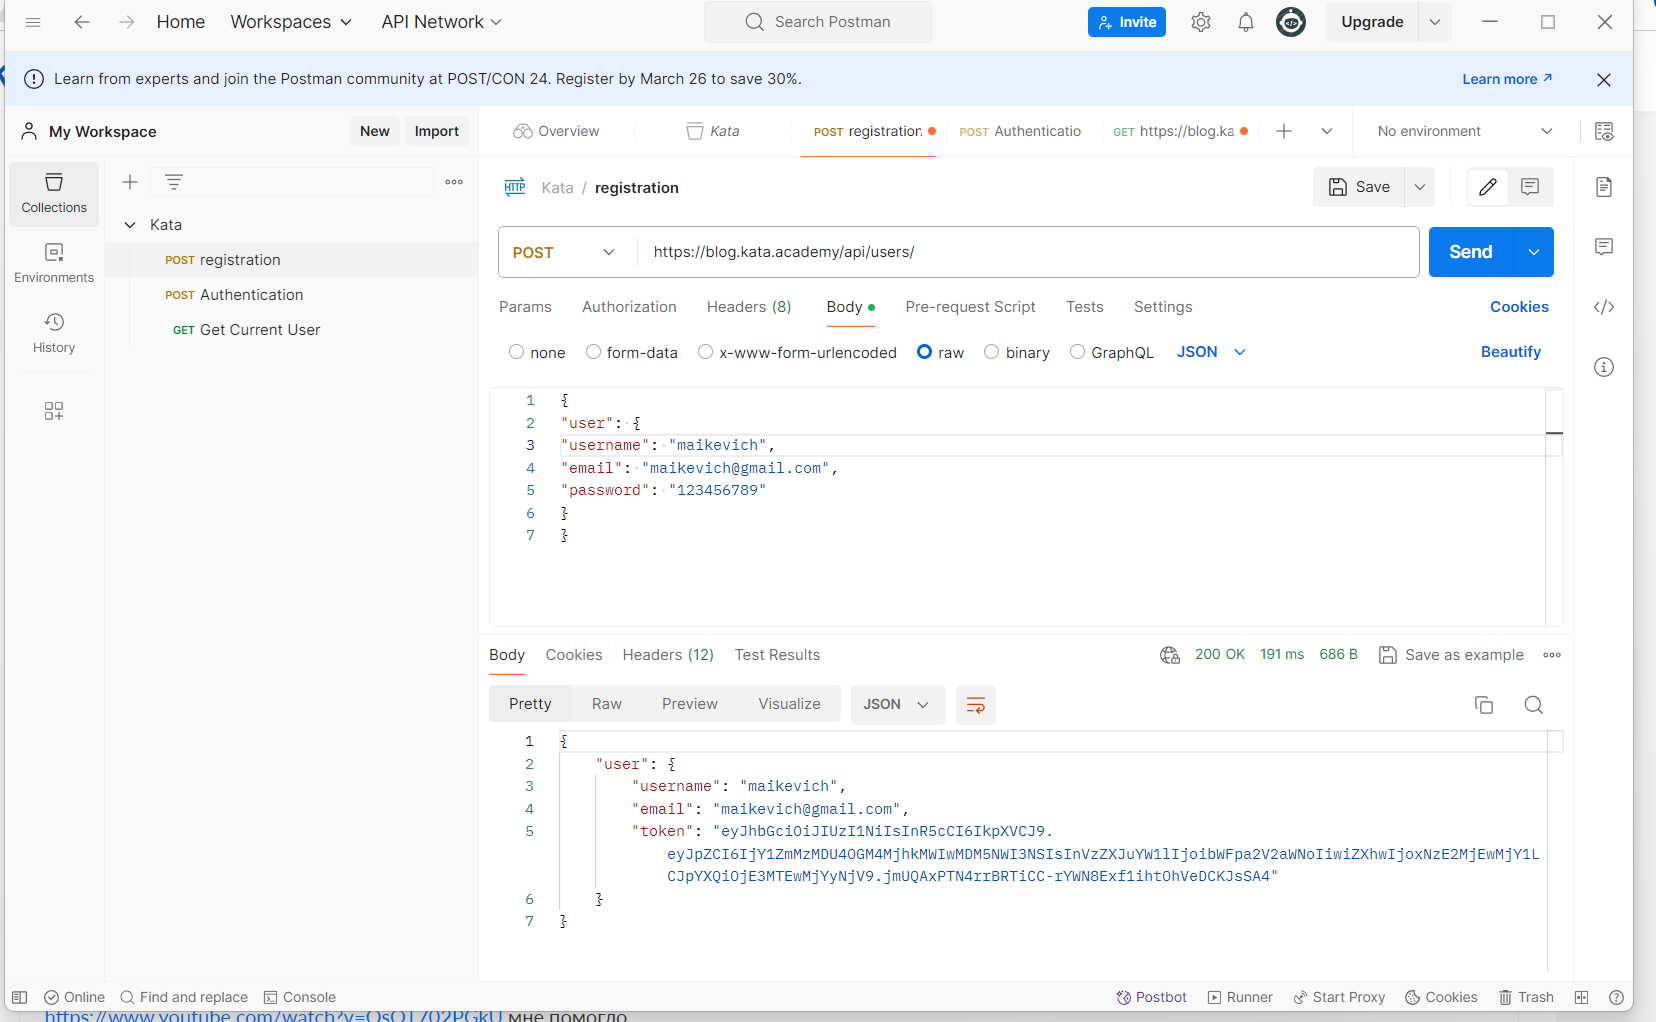 Home Workspaces API Network Search Postman Invite Upgrade
Learn from experts and join the Postman community at POST/CON 24. Register by March 26 to save 30%. Learn more
My Workspace New Import Overview Kata POST registration POST Authenticatio GET https://blog.ka No environment
Collections
Environments
History
Kata
POST registration
POST Authentication
GET Get Current User
HTTP Kata / registration Save
POST https://blog.kata.academy/api/users/ Send
Params Authorization Headers (8) Body Pre-request Script Tests Settings Cookies
none form-data x-www-form-urlencoded raw binary GraphQL JSON Beautify
1 {
2 "user": {
3 "username": "maikevich",
4 "email": "maikevich@gmail.com",
5 "password": "123456789"
6 }
7 }
Body Cookies Headers (12) Test Results 200 OK 191 ms 686 B Save as example
Pretty Raw Preview Visualize JSON
1 {
2 "user": {
3 "username": "maikevich",
4 "email": "maikevich@gmail.com",
5 "token": "eyJhbGciOiJIUzI1NiIsInR5cCI6IkpXVCJ9.
eyJpZCI6IjY1ZmMzMDU4OGM4MjhkMWIwMDM5NWI3NSIsInVzZXJuYW1lIjoibWFpa2V2aWNoIiwiZXhwIjoxNzE2MjEwMjY1L
CJpYXQiOjE3MTEwMjYyNjV9.jmUQAxPTN4rrBRTiCC-rYWN8Exf1ihtOhVeDCKJsSA4"
6 }
7 }
Online Find and replace Console Postbot Runner Start Proxy Cookies Trash
мне помогло